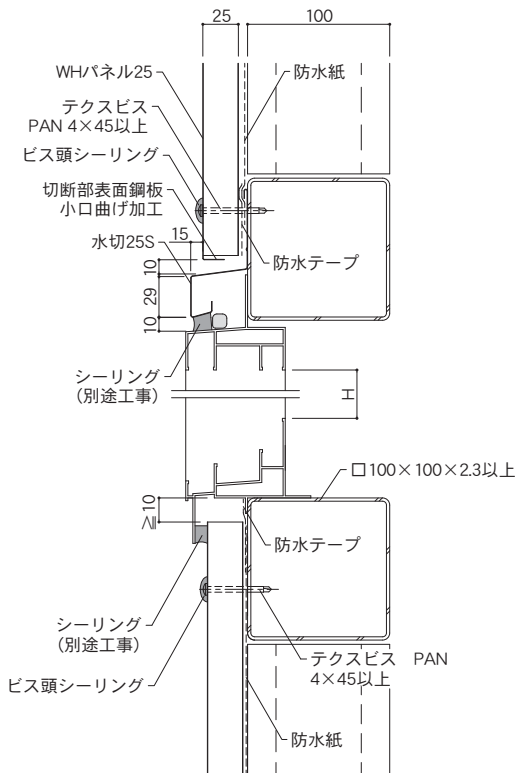 25
100
WHパネル25
防水紙
テクスビス
PAN 4×45以上
ビス頭シーリング
切断部表面鋼板
小口曲げ加工
15
水切25S
防水テープ
10
29
10
シーリング
（別途工事）
H
□100×100×2.3以上
≧10
防水テープ
シーリング
（別途工事）
テクスビス　PAN
4×45以上
ビス頭シーリング
防水紙